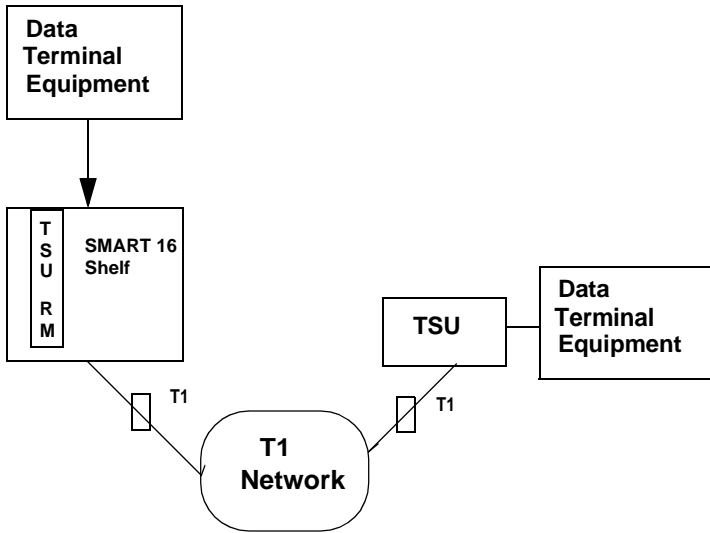 Data
Terminal
Equipment
T
S
U
R
M
SMART 16
Shelf
T1
T1
Network
TSU
T1
Data
Terminal
Equipment